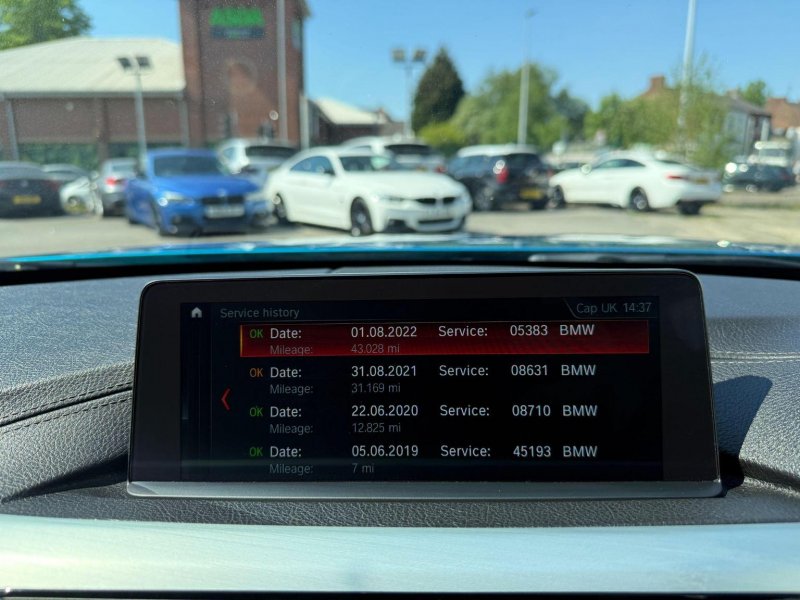 ASDA
Service history
Cap UK 14:37
OK Date: 01.08.2022 Service: 05383 BMW
Mileage: 43.028 mi
OK Date: 31.08.2021 Service: 08631 BMW
Mileage: 31.169 mi
OK Date: 22.06.2020 Service: 08710 BMW
Mileage: 12.825 mi
OK Date: 05.06.2019 Service: 45193 BMW
Mileage: 7 mi